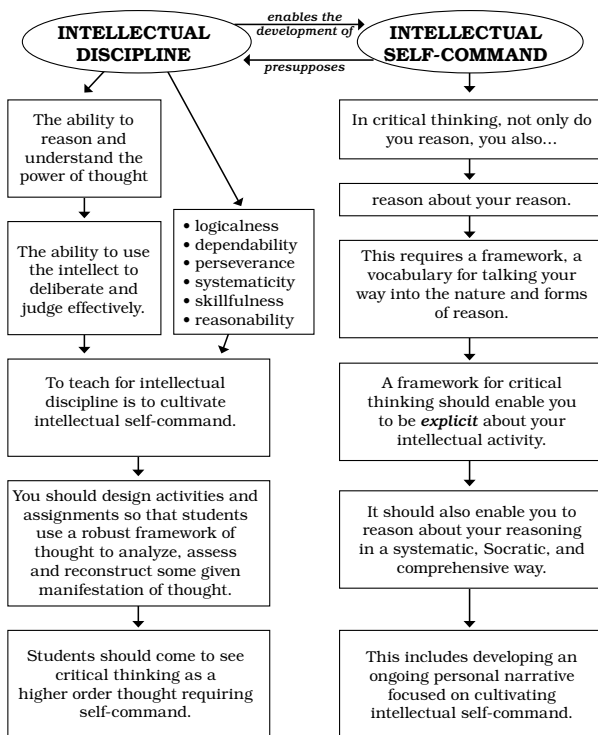 enables the
development of
INTELLECTUAL
DISCIPLINE
presupposes
INTELLECTUAL
SELF-COMMAND
The ability to
reason and
understand the
power of thought
The ability to use
the intellect to
deliberate and
judge effectively.
• logicalness
• dependability
• perseverance
• systematicity
• skillfulness
• reasonability
To teach for intellectual
discipline is to cultivate
intellectual self-command.
You should design activities and
assignments so that students
use a robust framework of
thought to analyze, assess
and reconstruct some given
manifestation of thought.
Students should come to see
critical thinking as a
higher order thought requiring
self-command.
In critical thinking, not only do
you reason, you also…
reason about your reason.
This requires a framework, a
vocabulary for talking your
way into the nature and forms
of reason.
A framework for critical
thinking should enable you
to be explicit about your
intellectual activity.
It should also enable you to
reason about your reasoning
in a systematic, Socratic, and
comprehensive way.
This includes developing an
ongoing personal narrative
focused on cultivating
intellectual self-command.